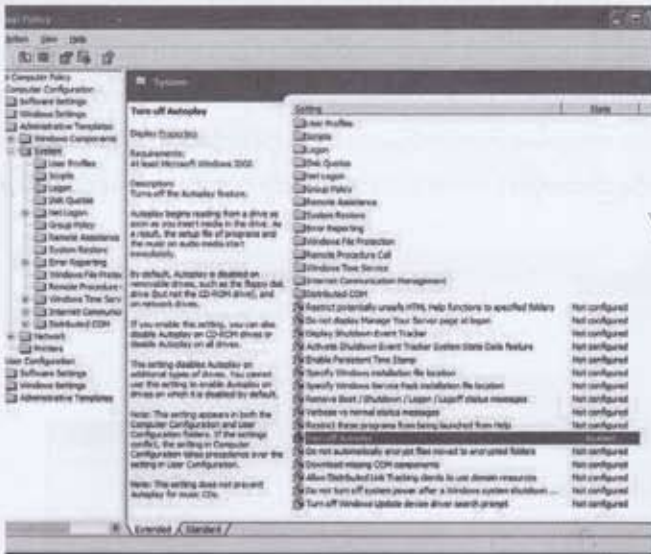 Action View Help
Computer Policy
Computer Configuration
Software Settings
Windows Settings
Administrative Templates
Windows Components
System
User Profiles
Scripts
Logon
Disk Quotas
Net Logon
Group Policy
Remote Assistance
System Restore
Error Reporting
Windows File Protec
Remote Procedure
Windows Time Serv
Internet Communica
Distributed COM
Network
Printers
User Configuration
Software Settings
Windows Settings
Administrative Templates
System
Turn off Autoplay
Display Properties
Requirements:
At least Microsoft Windows 2000
Description:
Turns off the Autoplay feature.
Autoplay begins reading from a drive as
soon as you insert media in the drive. As
a result, the setup file of programs and
the music on audio media start
immediately.
By default, Autoplay is disabled on
removable drives, such as the floppy disk
drive (but not the CD-ROM drive), and
on network drives.
If you enable this setting, you can also
disable Autoplay on CD-ROM drives or
disable Autoplay on all drives.
This setting disables Autoplay on
additional types of drives. You cannot
use this setting to enable Autoplay on
drives on which it is disabled by default.
Note: This setting appears in both the
Computer Configuration and User
Configuration folders. If the settings
conflict, the setting in Computer
Configuration takes precedence over the
setting in User Configuration.
Note: This setting does not prevent
Autoplay for music CDs.
Setting State
User Profiles
Scripts
Logon
Disk Quotas
Net Logon
Group Policy
Remote Assistance
System Restore
Error Reporting
Windows File Protection
Remote Procedure Call
Windows Time Service
Internet Communication Management
Distributed COM
Restrict potentially unsafe HTML Help functions to specified folders Not configured
Do not display Manage Your Server page at logon Not configured
Display Shutdown Event Tracker Not configured
Activate Shutdown Event Tracker System State Data feature Not configured
Enable Persistent Time Stamp Not configured
Specify Windows installation file location Not configured
Specify Windows Service Pack installation file location Not configured
Remove Boot / Shutdown / Logon / Logoff status messages Not configured
Verbose vs normal status messages Not configured
Restrict these programs from being launched from Help Not configured
Turn off Autoplay
Do not automatically encrypt files moved to encrypted folders Not configured
Download missing COM components Not configured
Allow Distributed Link Tracking clients to use domain resources Not configured
Do not turn off system power after a Windows system shutdown ... Not configured
Turn off Windows Update device driver search prompt Not configured
Extended Standard